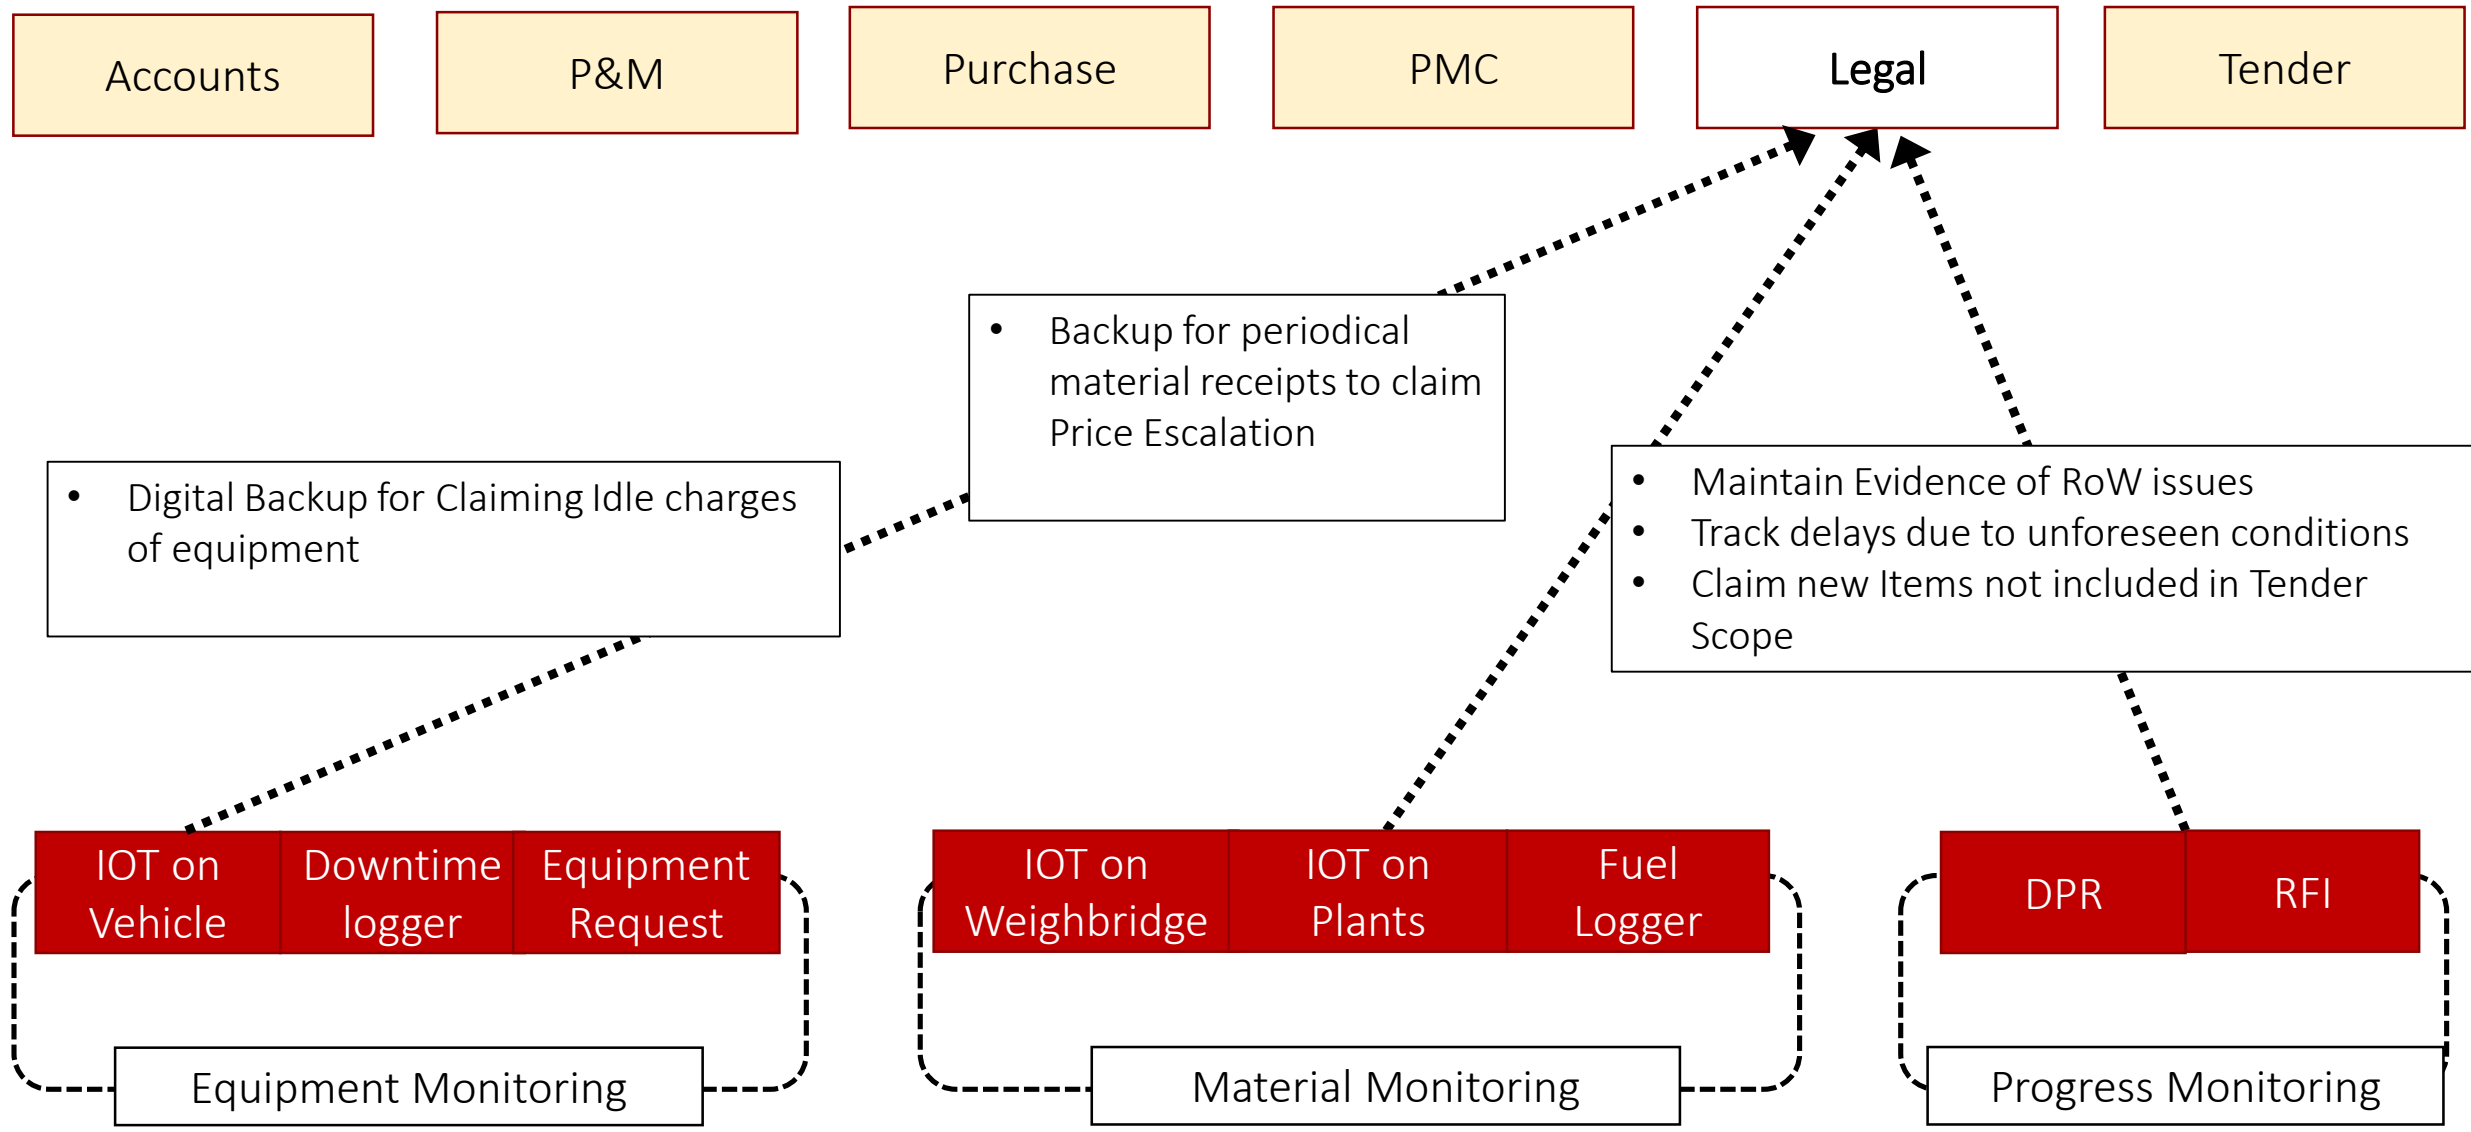 Accounts
P&M
Purchase
PMC
Legal
Tender
• Backup for periodical
material receipts to claim
Price Escalation
• Digital Backup for Claiming Idle charges
of equipment
• Maintain Evidence of RoW issues
• Track delays due to unforeseen conditions
• Claim new Items not included in Tender
Scope
IOT on
Vehicle
Downtime
logger
Equipment
Request
IOT on
Weighbridge
IOT on
Plants
Fuel
Logger
DPR
RFI
Equipment Monitoring
Material Monitoring
Progress Monitoring